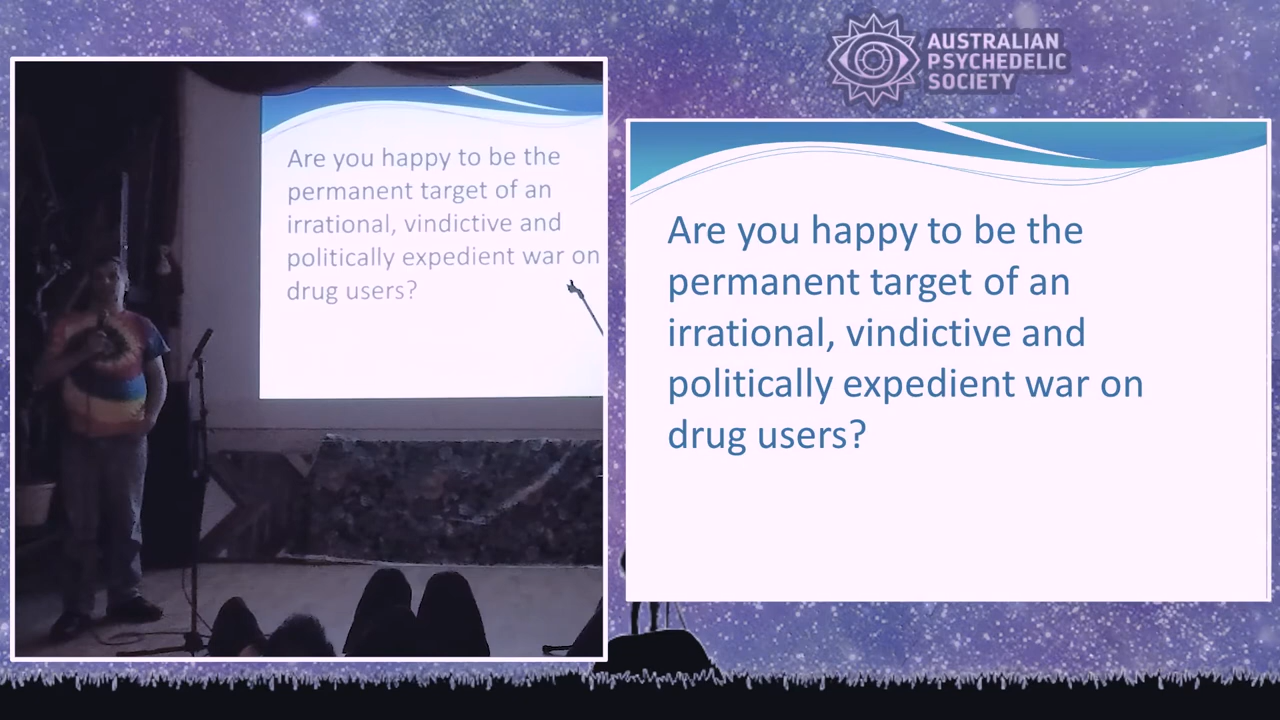 AUSTRALIAN
PSYCHEDELIC
SOCIETY
Are you happy to be the
permanent target of an
irrational, vindictive and
politically expedient war on
drug users?
Are you happy to be the
permanent target of an
irrational, vindictive and
politically expedient war on
drug users?